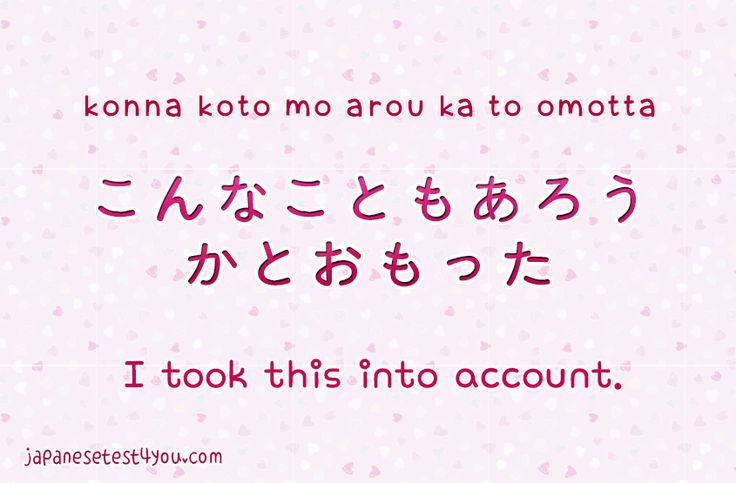 konna koto mo arou ka to omotta
こんなこともあろう
かとおもった
I took this into account.
japanesetest4you.com